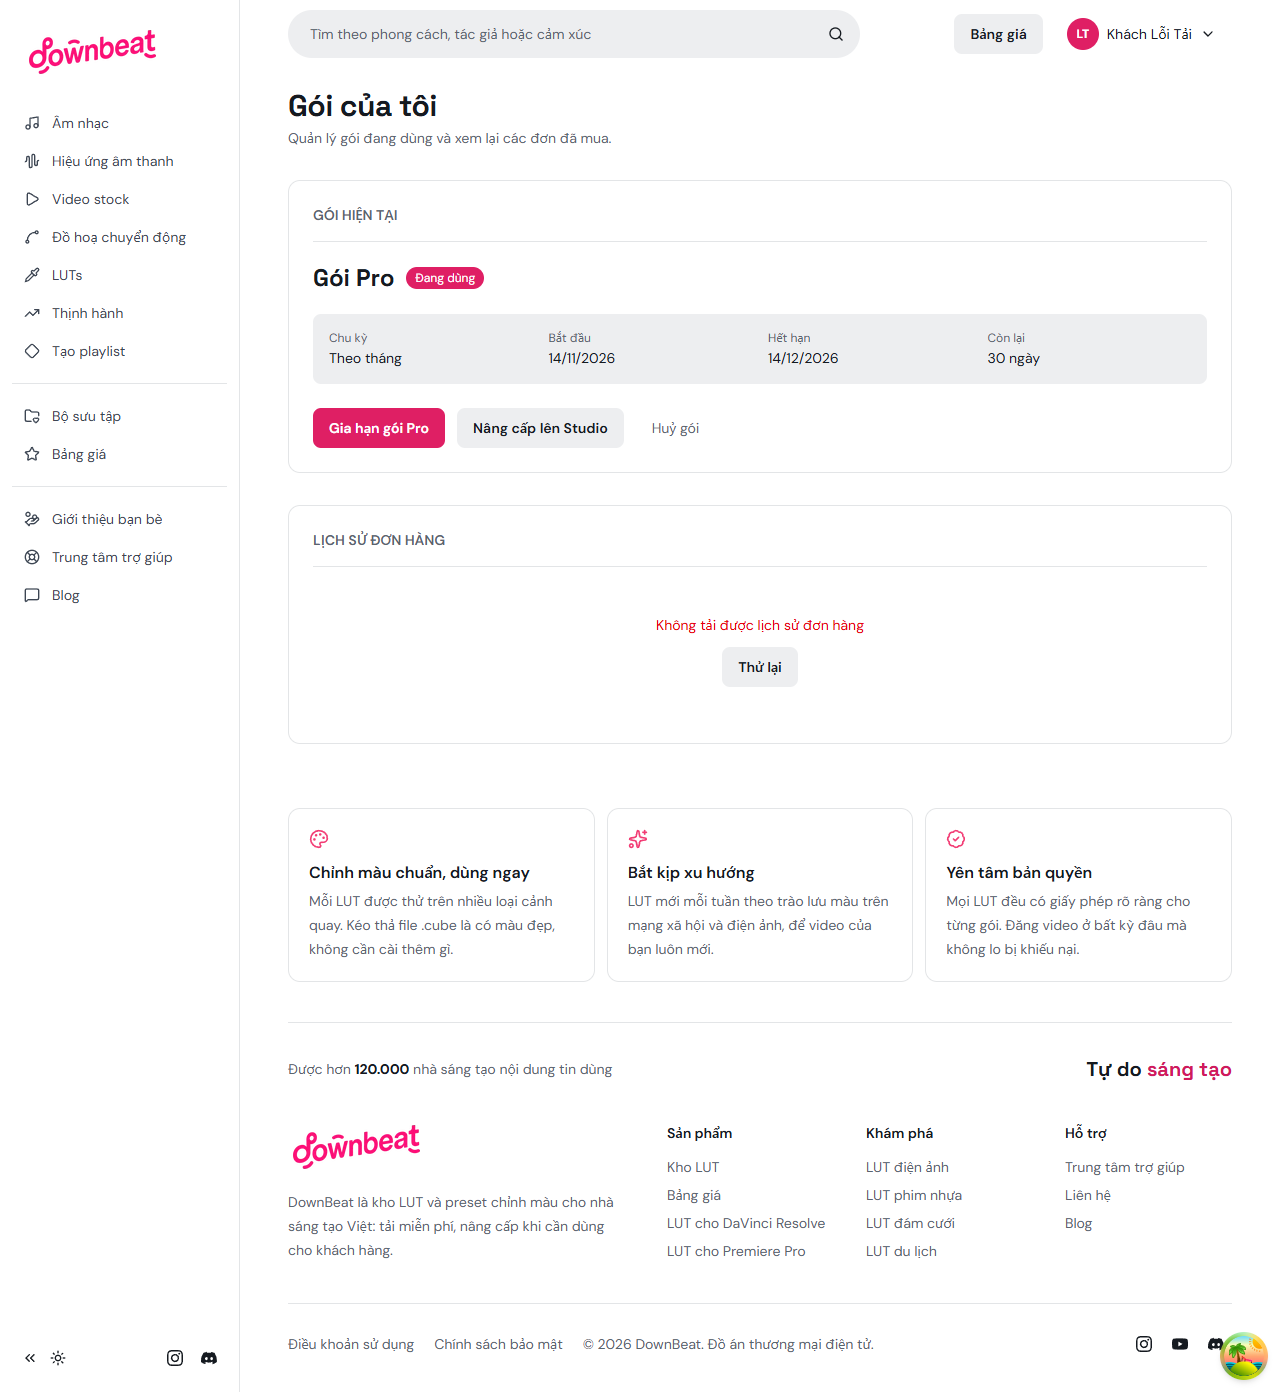 downbeat
Tìm theo phong cách, tác giả hoặc cảm xúc
Bảng giá
LT
Khách Lỗi Tải
Âm nhạc
Hiệu ứng âm thanh
Video stock
Đồ hoạ chuyển động
LUTs
Thịnh hành
Tạo playlist
Bộ sưu tập
Bảng giá
Giới thiệu bạn bè
Trung tâm trợ giúp
Blog
Gói của tôi
Quản lý gói đang dùng và xem lại các đơn đã mua.
GÓI HIỆN TẠI
Gói Pro
Đang dùng
Chu kỳ
Theo tháng
Bắt đầu
14/11/2026
Hết hạn
14/12/2026
Còn lại
30 ngày
Gia hạn gói Pro
Nâng cấp lên Studio
Huỷ gói
LỊCH SỬ ĐƠN HÀNG
Không tải được lịch sử đơn hàng
Thử lại
Chỉnh màu chuẩn, dùng ngay
Mỗi LUT được thử trên nhiều loại cảnh
quay. Kéo thả file .cube là có màu đẹp,
không cần cài thêm gì.
Bắt kịp xu hướng
LUT mới mỗi tuần theo trào lưu màu trên
mạng xã hội và điện ảnh, để video của
bạn luôn mới.
Yên tâm bản quyền
Mọi LUT đều có giấy phép rõ ràng cho
từng gói. Đăng video ở bất kỳ đâu mà
không lo bị khiếu nại.
Được hơn 120.000 nhà sáng tạo nội dung tin dùng
Tự do sáng tạo
downbeat
DownBeat là kho LUT và preset chỉnh màu cho nhà
sáng tạo Việt: tải miễn phí, nâng cấp khi cần dùng
cho khách hàng.
Sản phẩm
Kho LUT
Bảng giá
LUT cho DaVinci Resolve
LUT cho Premiere Pro
Khám phá
LUT điện ảnh
LUT phim nhựa
LUT đám cưới
LUT du lịch
Hỗ trợ
Trung tâm trợ giúp
Liên hệ
Blog
Điều khoản sử dụng
Chính sách bảo mật
© 2026 DownBeat. Đồ án thương mại điện tử.